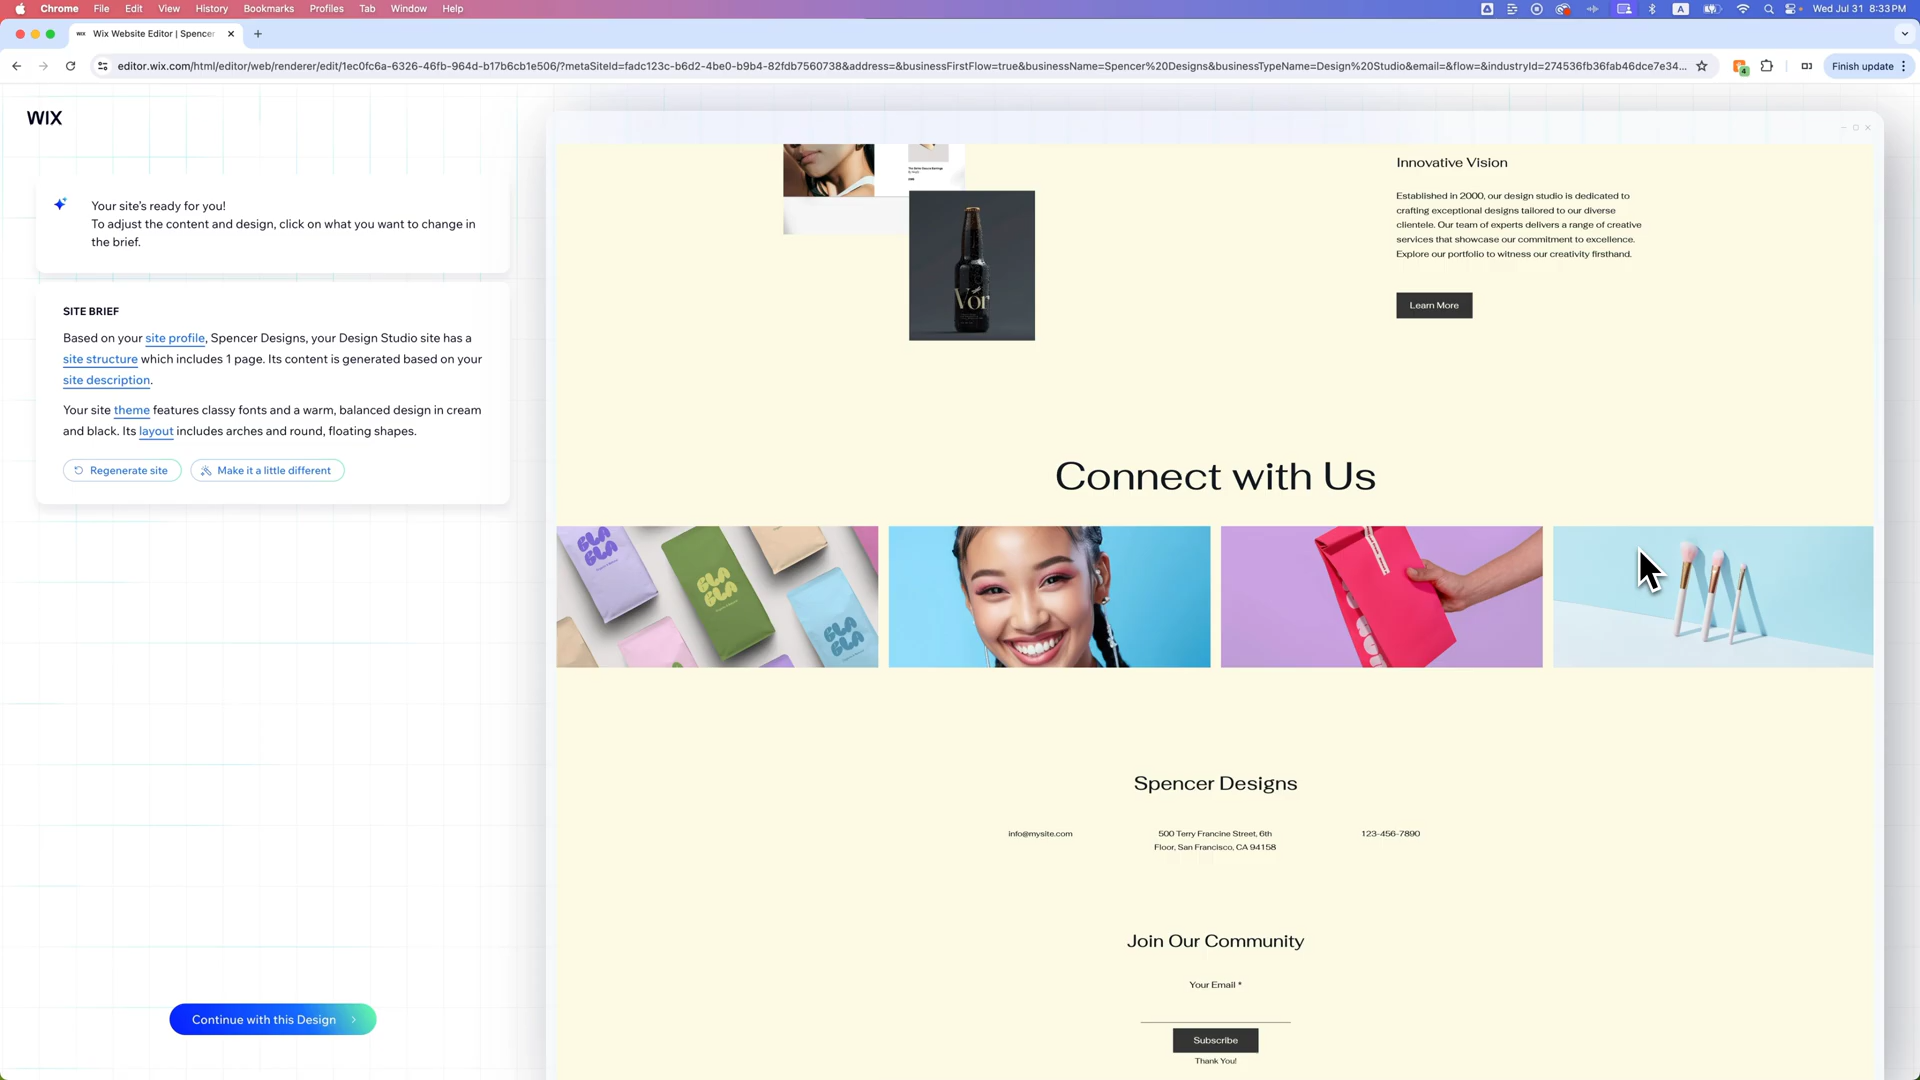 Chrome File Edit View History Bookmarks Profiles Tab Window Help
A Wed Jul 31 8:33PM
WIX Wix Website Editor | Spencer
editor.wix.com/html/editor/web/renderer/edit/1ec0fc6a-6326-46fb-964d-b17b6cb1e506/?metaSiteId=fadc123c-b6d2-4be0-b9b4-82fdb7560738&address=&businessFirstFlow=true&businessName=Spencer%20Designs&businessTypeName=Design%20Studio&email=&flow=&industryId=274536fb36fab46dce7e34...
4
Finish update
WIX
Your site's ready for you!
To adjust the content and design, click on what you want to change in
the brief.
SITE BRIEF
Based on your site profile, Spencer Designs, your Design Studio site has a
site structure which includes 1 page. Its content is generated based on your
site description.
Your site theme features classy fonts and a warm, balanced design in cream
and black. Its layout includes arches and round, floating shapes.
Regenerate site
Make it a little different
Continue with this Design
Vor
Innovative Vision
Established in 2000, our design studio is dedicated to
crafting exceptional designs tailored to our diverse
clientele. Our team of experts delivers a range of creative
services that showcase our commitment to excellence.
Explore our portfolio to witness our creativity firsthand.
Learn More
Connect with Us
BLA
BLA
BLA
BLA
BLA
BLA
Spencer Designs
info@mysite.com
500 Terry Francine Street, 6th
Floor, San Francisco, CA 94158
123-456-7890
Join Our Community
Your Email *
Subscribe
Thank You!